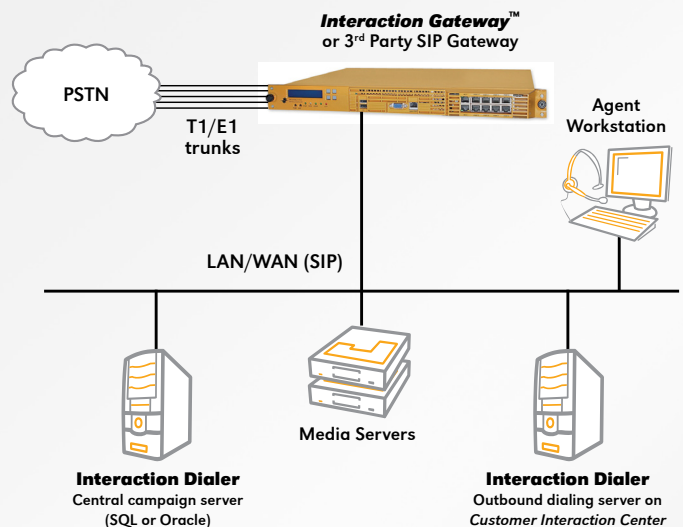 Interaction Gateway™
or 3rd Party SIP Gateway
PSTN
T1/E1
trunks
Agent
Workstation
LAN/WAN (SIP)
Media Servers
Interaction Dialer
Central campaign server
(SQL or Oracle)
Interaction Dialer
Outbound dialing server on
Customer Interaction Center